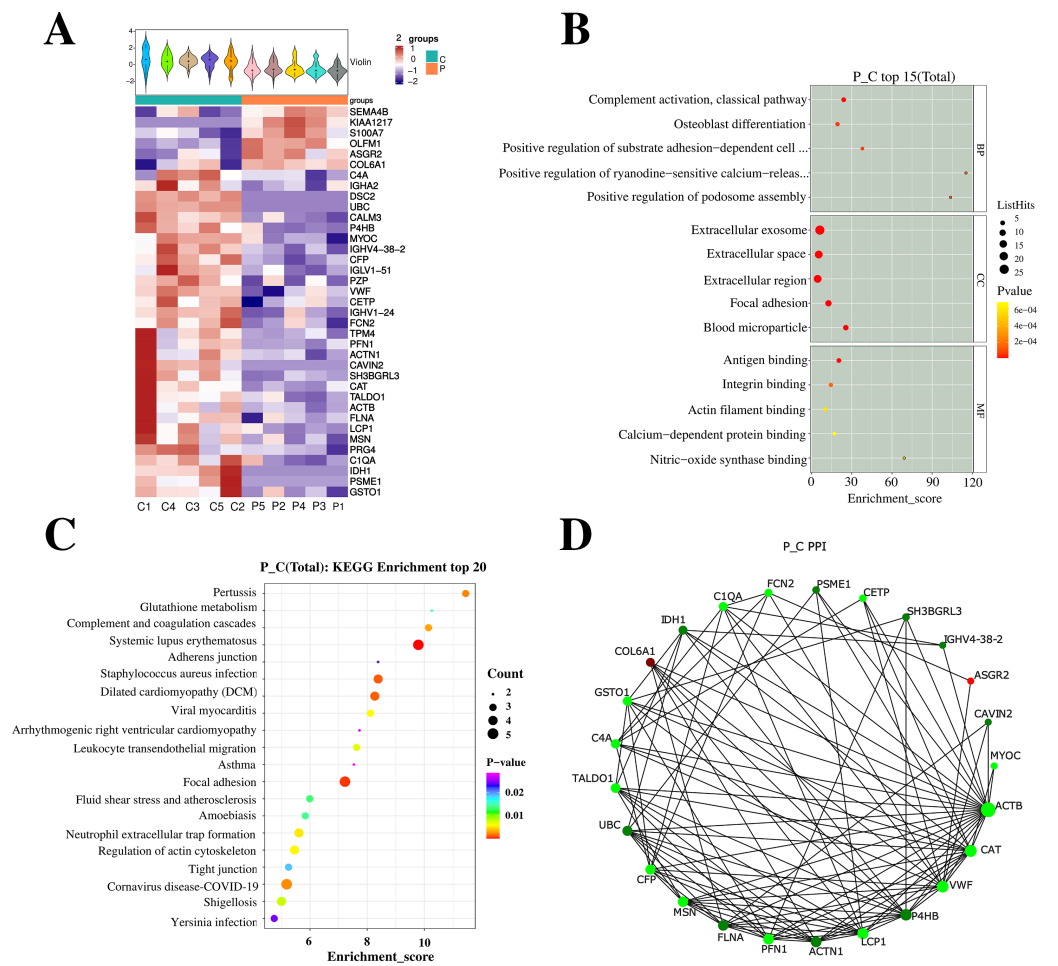 A
4
2
0
−2
Violin
2
1
0
−1
−2
groups
C
P
groups
SEMA4B
KIAA1217
S100A7
OLFM1
ASGR2
COL6A1
C4A
IGHA2
DSC2
UBC
CALM3
P4HB
MYOC
IGHV4−38−2
CFP
IGLV1−51
PZP
VWF
CETP
IGHV1−24
FCN2
TPM4
PFN1
ACTN1
CAVIN2
SH3BGRL3
CAT
TALDO1
ACTB
FLNA
LCP1
MSN
PRG4
C1QA
IDH1
PSME1
GSTO1
C1 C4 C3 C5 C2 P5 P2 P4 P3 P1
B
P_C top 15(Total)
Complement activation, classical pathway
Osteoblast differentiation
Positive regulation of substrate adhesion−dependent cell ...
Positive regulation of ryanodine−sensitive calcium−releas...
Positive regulation of podosome assembly
BP
Extracellular exosome
Extracellular space
Extracellular region
Focal adhesion
Blood microparticle
CC
Antigen binding
Integrin binding
Actin filament binding
Calcium−dependent protein binding
Nitric−oxide synthase binding
MF
0 30 60 90 120
Enrichment_score
ListHits
5
10
15
20
25
Pvalue
6e−04
4e−04
2e−04
C
P_C(Total): KEGG Enrichment top 20
Pertussis
Glutathione metabolism
Complement and coagulation cascades
Systemic lupus erythematosus
Adherens junction
Staphylococcus aureus infection
Dilated cardiomyopathy (DCM)
Viral myocarditis
Arrhythmogenic right ventricular cardiomyopathy
Leukocyte transendothelial migration
Asthma
Focal adhesion
Fluid shear stress and atherosclerosis
Amoebiasis
Neutrophil extracellular trap formation
Regulation of actin cytoskeleton
Tight junction
Cornavirus disease-COVID-19
Shigellosis
Yersinia infection
6 8 10
Enrichment_score
Count
2
3
4
5
P−value
0.02
0.01
D
P_C PPI
FCN2
PSME1
CETP
C1QA
SH3BGRL3
IDH1
IGHV4-38-2
COL6A1
ASGR2
GSTO1
CAVIN2
C4A
MYOC
TALDO1
ACTB
UBC
CAT
CFP
VWF
MSN
P4HB
FLNA
LCP1
PFN1
ACTN1